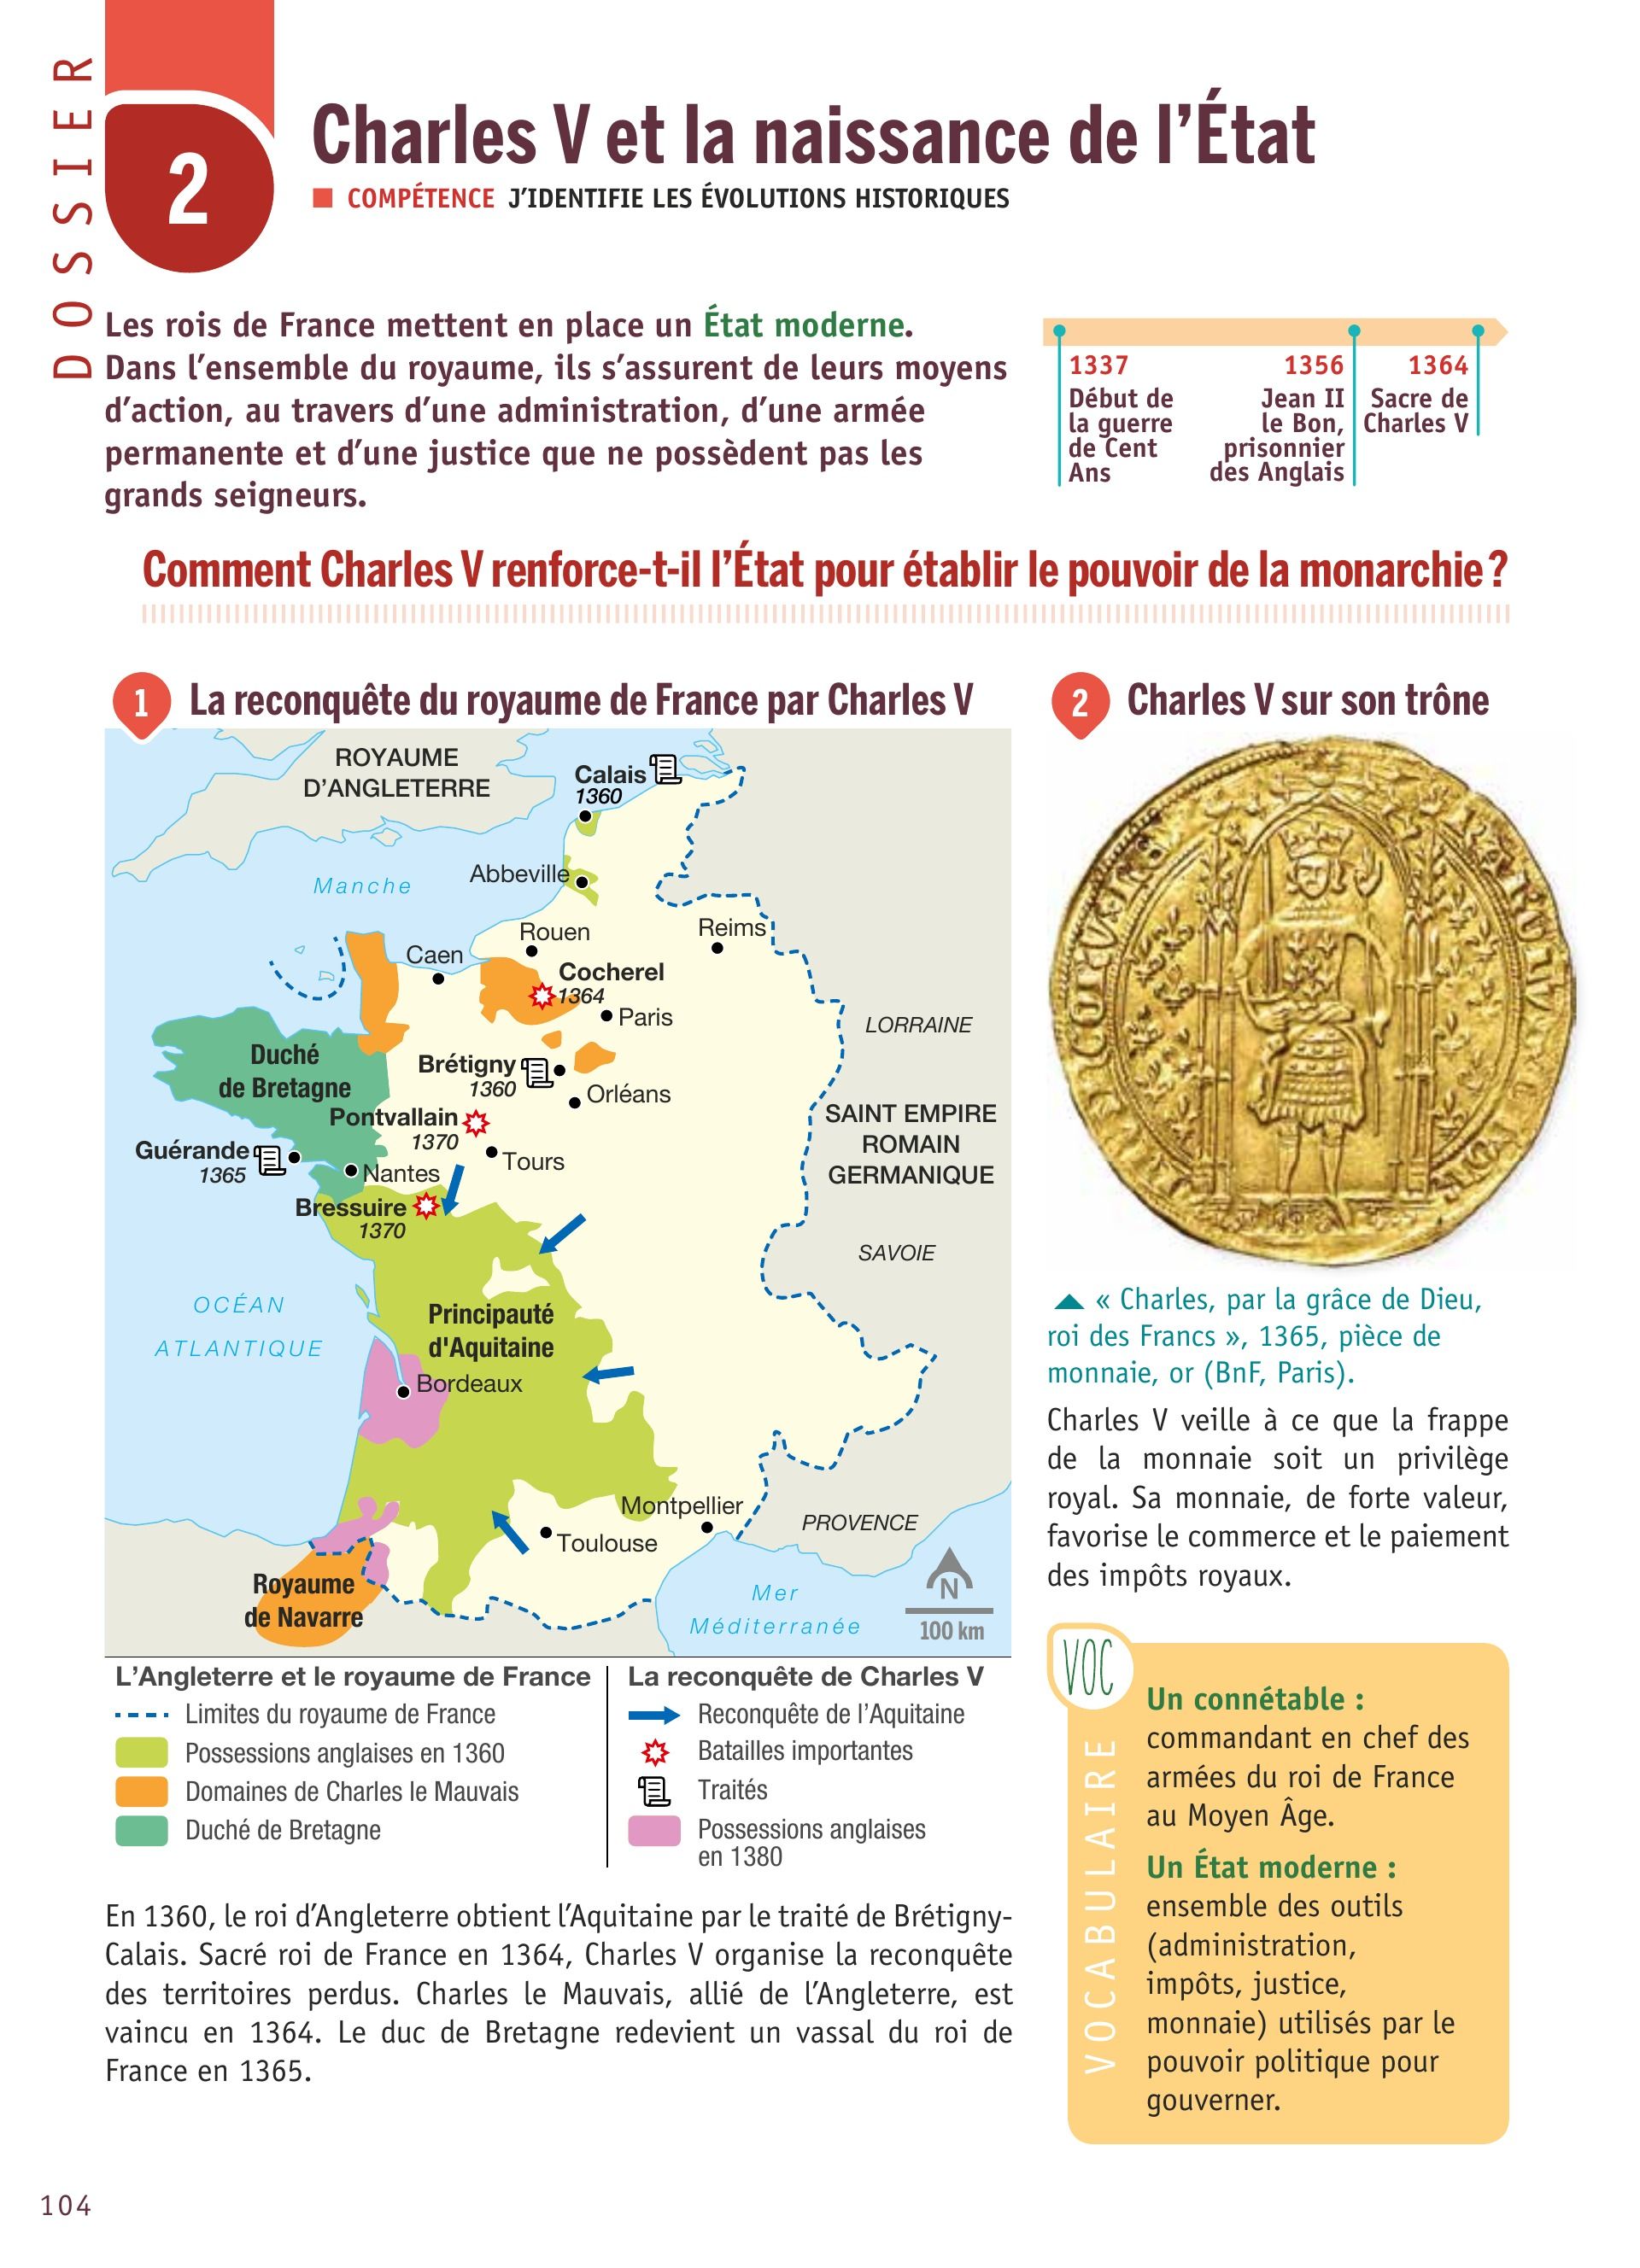 DOSSIER
2
Charles V et la naissance de l’État
COMPÉTENCE J’IDENTIFIE LES ÉVOLUTIONS HISTORIQUES
Les rois de France mettent en place un État moderne.
Dans l’ensemble du royaume, ils s’assurent de leurs moyens
d’action, au travers d’une administration, d’une armée
permanente et d’une justice que ne possèdent pas les
grands seigneurs.
1337
Début de
la guerre
de Cent
Ans
1356
Jean II
le Bon,
prisonnier
des Anglais
1364
Sacre de
Charles V
Comment Charles V renforce-t-il l’État pour établir le pouvoir de la monarchie ?
1 La reconquête du royaume de France par Charles V
ROYAUME
D’ANGLETERRE
Calais
1360
Manche
Abbeville
Rouen
Reims
Caen
Cocherel
1364
Paris
LORRAINE
Duché
de Bretagne
Brétigny
1360
Orléans
Pontvallain
1370
SAINT EMPIRE
ROMAIN
GERMANIQUE
Guérande
1365
Tours
Nantes
Bressuire
1370
SAVOIE
OCÉAN
ATLANTIQUE
Principauté
d'Aquitaine
Bordeaux
Montpellier
PROVENCE
Toulouse
Royaume
de Navarre
Mer
Méditerranée
N
100 km
L’Angleterre et le royaume de France
Limites du royaume de France
Possessions anglaises en 1360
Domaines de Charles le Mauvais
Duché de Bretagne
La reconquête de Charles V
Reconquête de l’Aquitaine
Batailles importantes
Traités
Possessions anglaises
en 1380
En 1360, le roi d’Angleterre obtient l’Aquitaine par le traité de Brétigny-
Calais. Sacré roi de France en 1364, Charles V organise la reconquête
des territoires perdus. Charles le Mauvais, allié de l’Angleterre, est
vaincu en 1364. Le duc de Bretagne redevient un vassal du roi de
France en 1365.
2 Charles V sur son trône
« Charles, par la grâce de Dieu,
roi des Francs », 1365, pièce de
monnaie, or (BnF, Paris).
Charles V veille à ce que la frappe
de la monnaie soit un privilège
royal. Sa monnaie, de forte valeur,
favorise le commerce et le paiement
des impôts royaux.
VOC
VOCABULAIRE
Un connétable :
commandant en chef des
armées du roi de France
au Moyen Âge.
Un État moderne :
ensemble des outils
(administration,
impôts, justice,
monnaie) utilisés par le
pouvoir politique pour
gouverner.
104